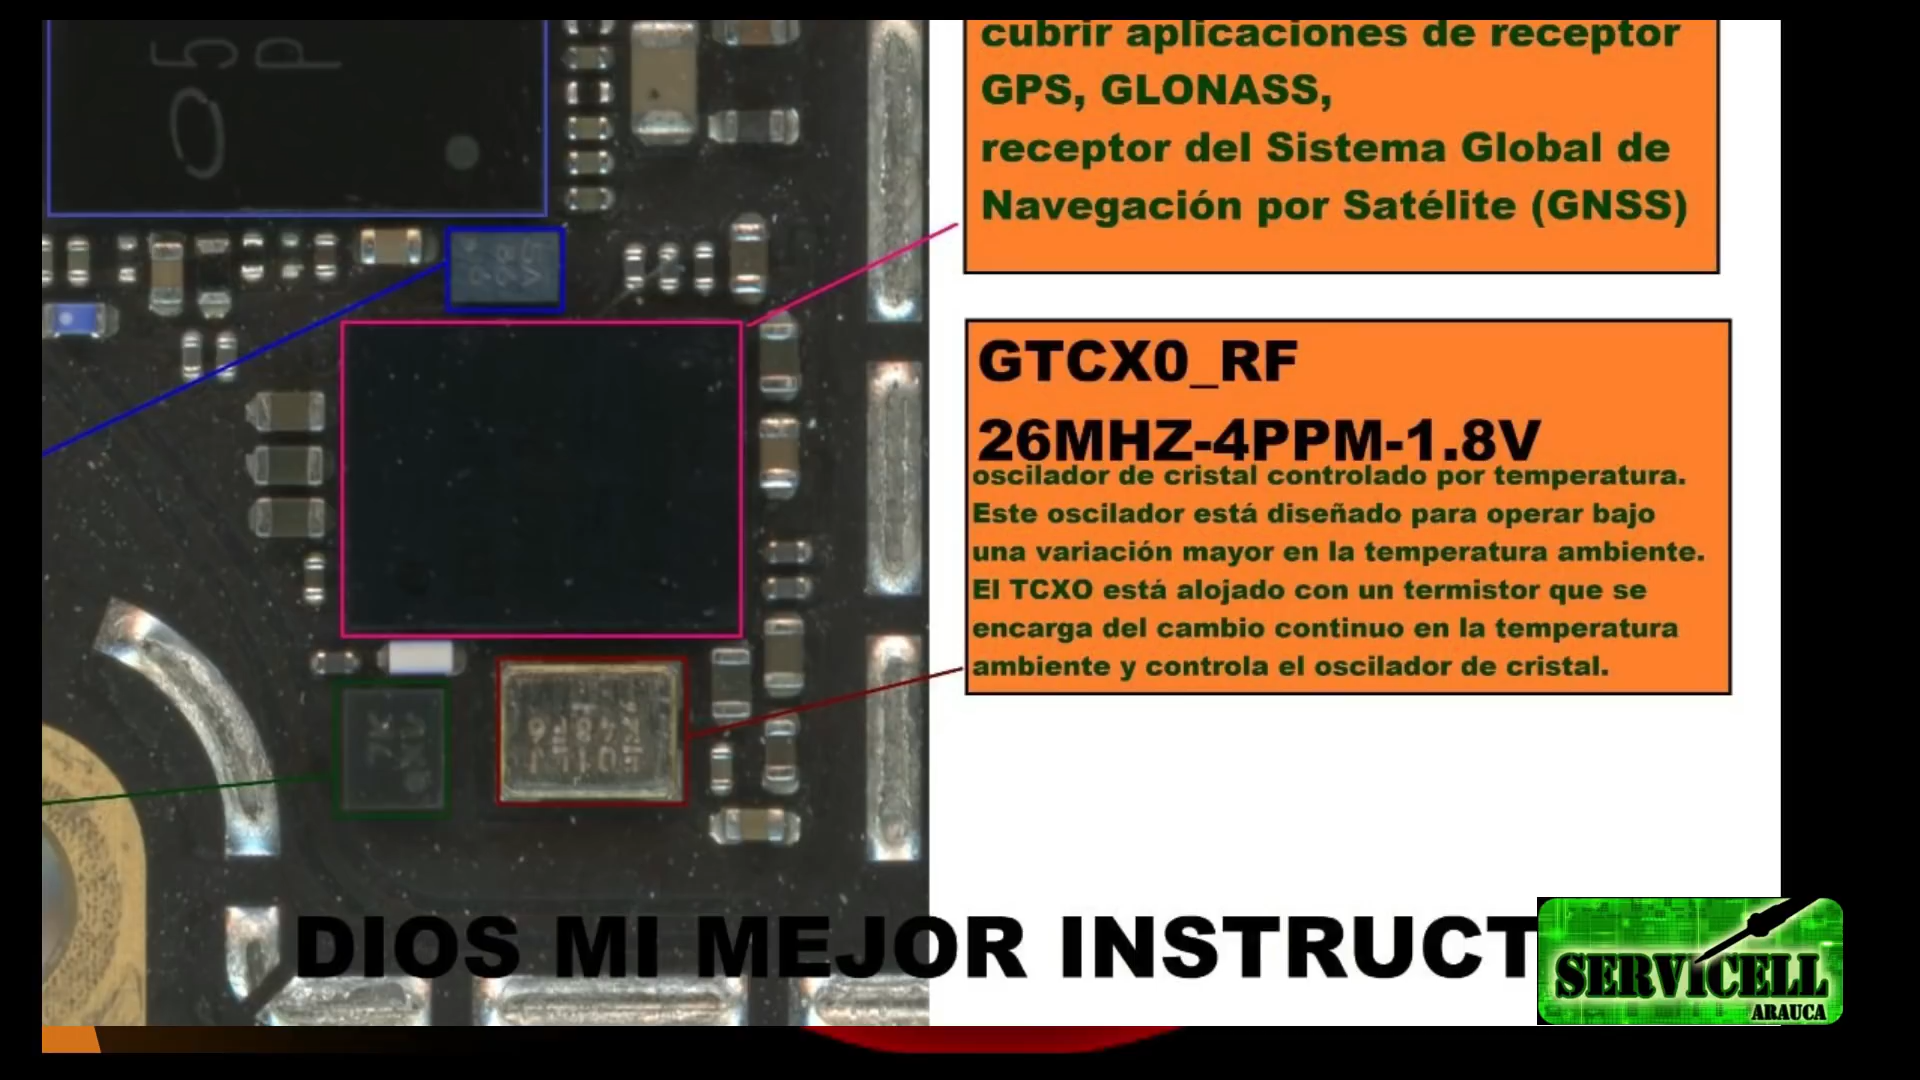 cubrir aplicaciones de receptor
GPS, GLONASS,
receptor del Sistema Global de
Navegación por Satélite (GNSS)
GTCX0_RF
26MHZ-4PPM-1.8V
oscilador de cristal controlado por temperatura.
Este oscilador está diseñado para operar bajo
una variación mayor en la temperatura ambiente.
El TCXO está alojado con un termistor que se
encarga del cambio continuo en la temperatura
ambiente y controla el oscilador de cristal.
DIOS MI MEJOR INSTRUCT
SERVICELL
ARAUCA